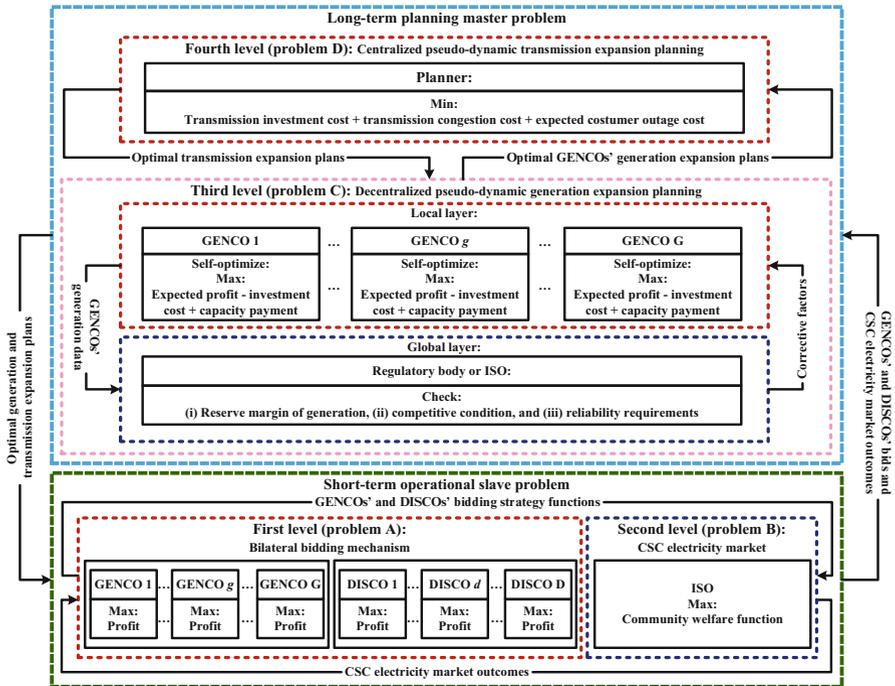 Long-term planning master problem
Fourth level (problem D): Centralized pseudo-dynamic transmission expansion planning
Planner:
Min:
Transmission investment cost + transmission congestion cost + expected costumer outage cost
Optimal transmission expansion plans
Optimal GENCOs' generation expansion plans
Third level (problem C): Decentralized pseudo-dynamic generation expansion planning
Local layer:
GENCO 1 ... GENCO g ... GENCO G
Self-optimize:
Max:
Expected profit - investment
cost + capacity payment
...
Self-optimize:
Max:
Expected profit - investment
cost + capacity payment
...
Self-optimize:
Max:
Expected profit - investment
cost + capacity payment
GENCOs'
generation data
Corrective factors
Global layer:
Regulatory body or ISO:
Check:
(i) Reserve margin of generation, (ii) competitive condition, and (iii) reliability requirements
Optimal generation and
transmission expansion plans
GENCOs' and DISCOs' bids and
CSC electricity market outcomes
Short-term operational slave problem
GENCOs' and DISCOs' bidding strategy functions
First level (problem A):
Bilateral bidding mechanism
GENCO 1 ... GENCO g ... GENCO G
Max:
Profit
...
Max:
Profit
...
Max:
Profit
DISCO 1 ... DISCO d ... DISCO D
Max:
Profit
...
Max:
Profit
...
Max:
Profit
Second level (problem B):
CSC electricity market
ISO
Max:
Community welfare function
CSC electricity market outcomes